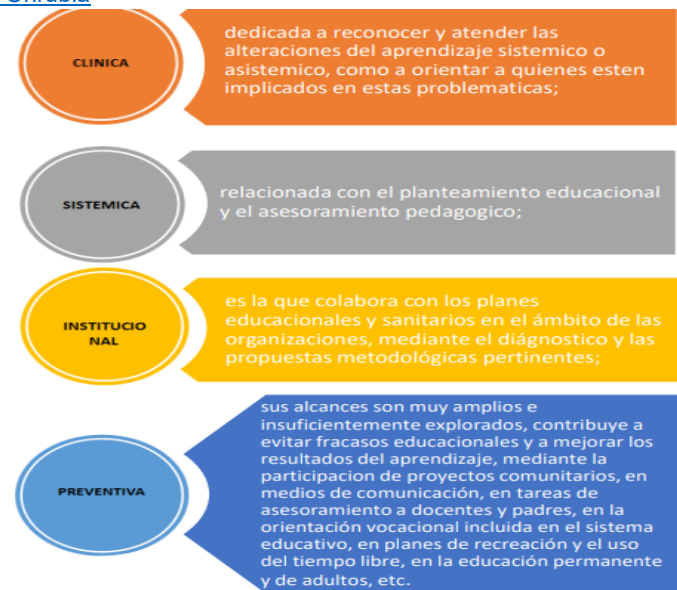 CLINICA
dedicada a reconocer y atender las
alteraciones del aprendizaje sistemico o
asistemico, como a orientar a quienes esten
implicados en estas problematicas;
SISTEMICA
relacionada con el planteamiento educacional
y el asesoramiento pedagogico;
INSTITUCIO
NAL
es la que colabora con los planes
educacionales y sanitarios en el ámbito de las
organizaciones, mediante el diágnostico y las
propuestas metodológicas pertinentes;
PREVENTIVA
sus alcances son muy amplios e
insuficientemente explorados, contribuye a
evitar fracasos educacionales y a mejorar los
resultados del aprendizaje, mediante la
participacion de proyectos comunitarios, en
medios de comunicación, en tareas de
asesoramiento a docentes y padres, en la
orientación vocacional incluida en el sistema
educativo, en planes de recreación y el uso
del tiempo libre, en la educación permanente
y de adultos, etc.